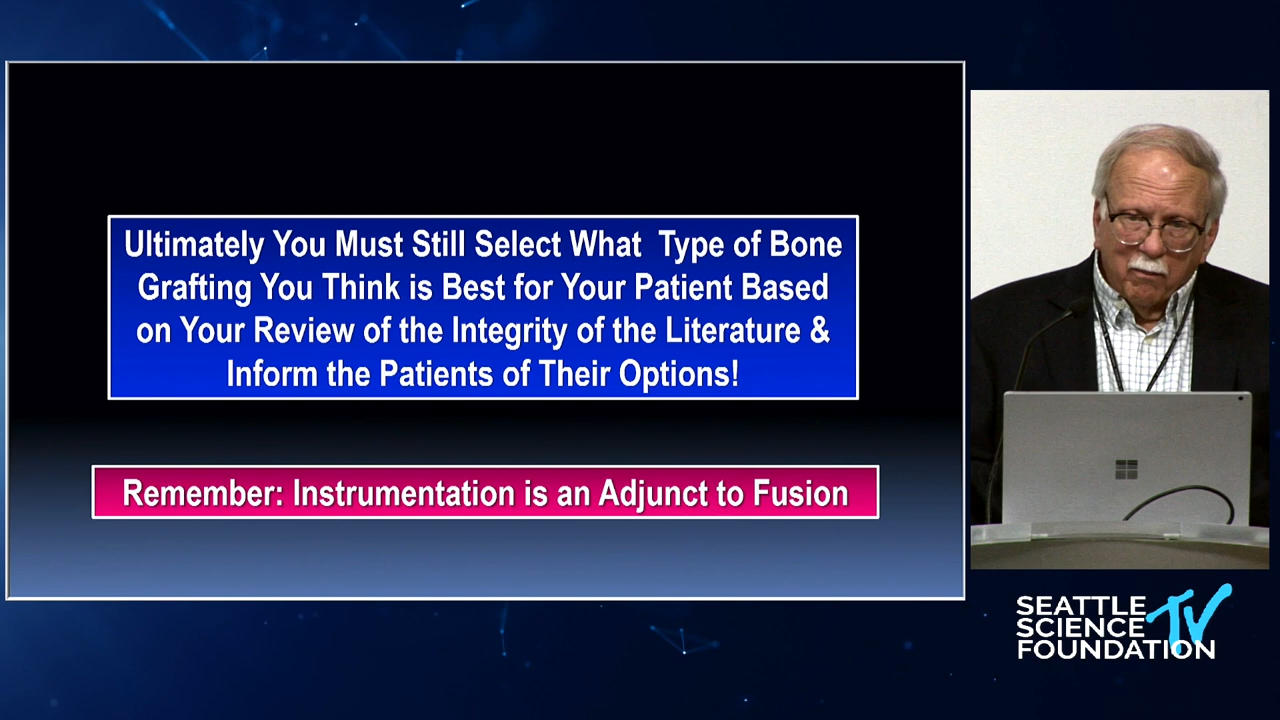 Ultimately You Must Still Select What  Type of Bone
Grafting You Think is Best for Your Patient Based
on Your Review of the Integrity of the Literature &
Inform the Patients of Their Options!
Remember: Instrumentation is an Adjunct to Fusion
SEATTLE
SCIENCE TV
FOUNDATION